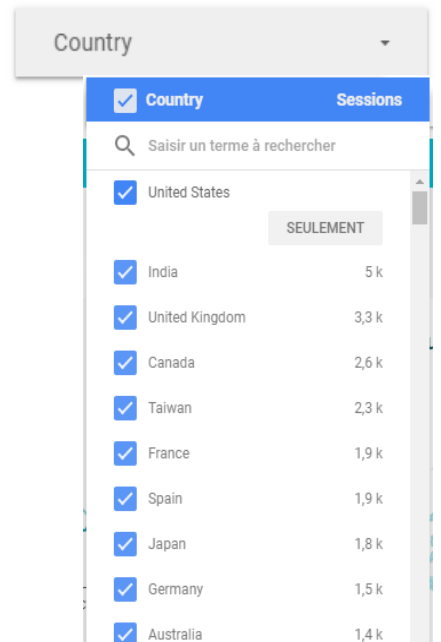 Country
Country Sessions
Saisir un terme à rechercher
United States
SEULEMENT
India 5 k
United Kingdom 3,3 k
Canada 2,6 k
Taiwan 2,3 k
France 1,9 k
Spain 1,9 k
Japan 1,8 k
Germany 1,5 k
Australia 1,4 k